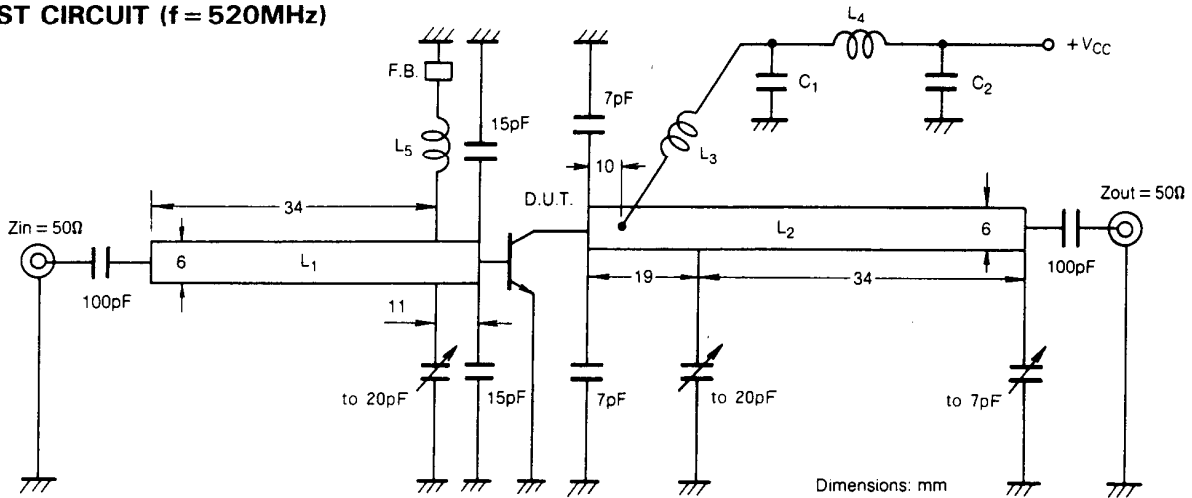 ST CIRCUIT (f = 520MHz)
L4
+VCC
F.B.
C1
C2
7pF
15pF
L5
L3
10
D.U.T.
34
Zin = 50Ω
Zout = 50Ω
6
L1
L2
6
100pF
100pF
19
34
11
to 20pF
15pF
7pF
to 20pF
to 7pF
Dimensions: mm